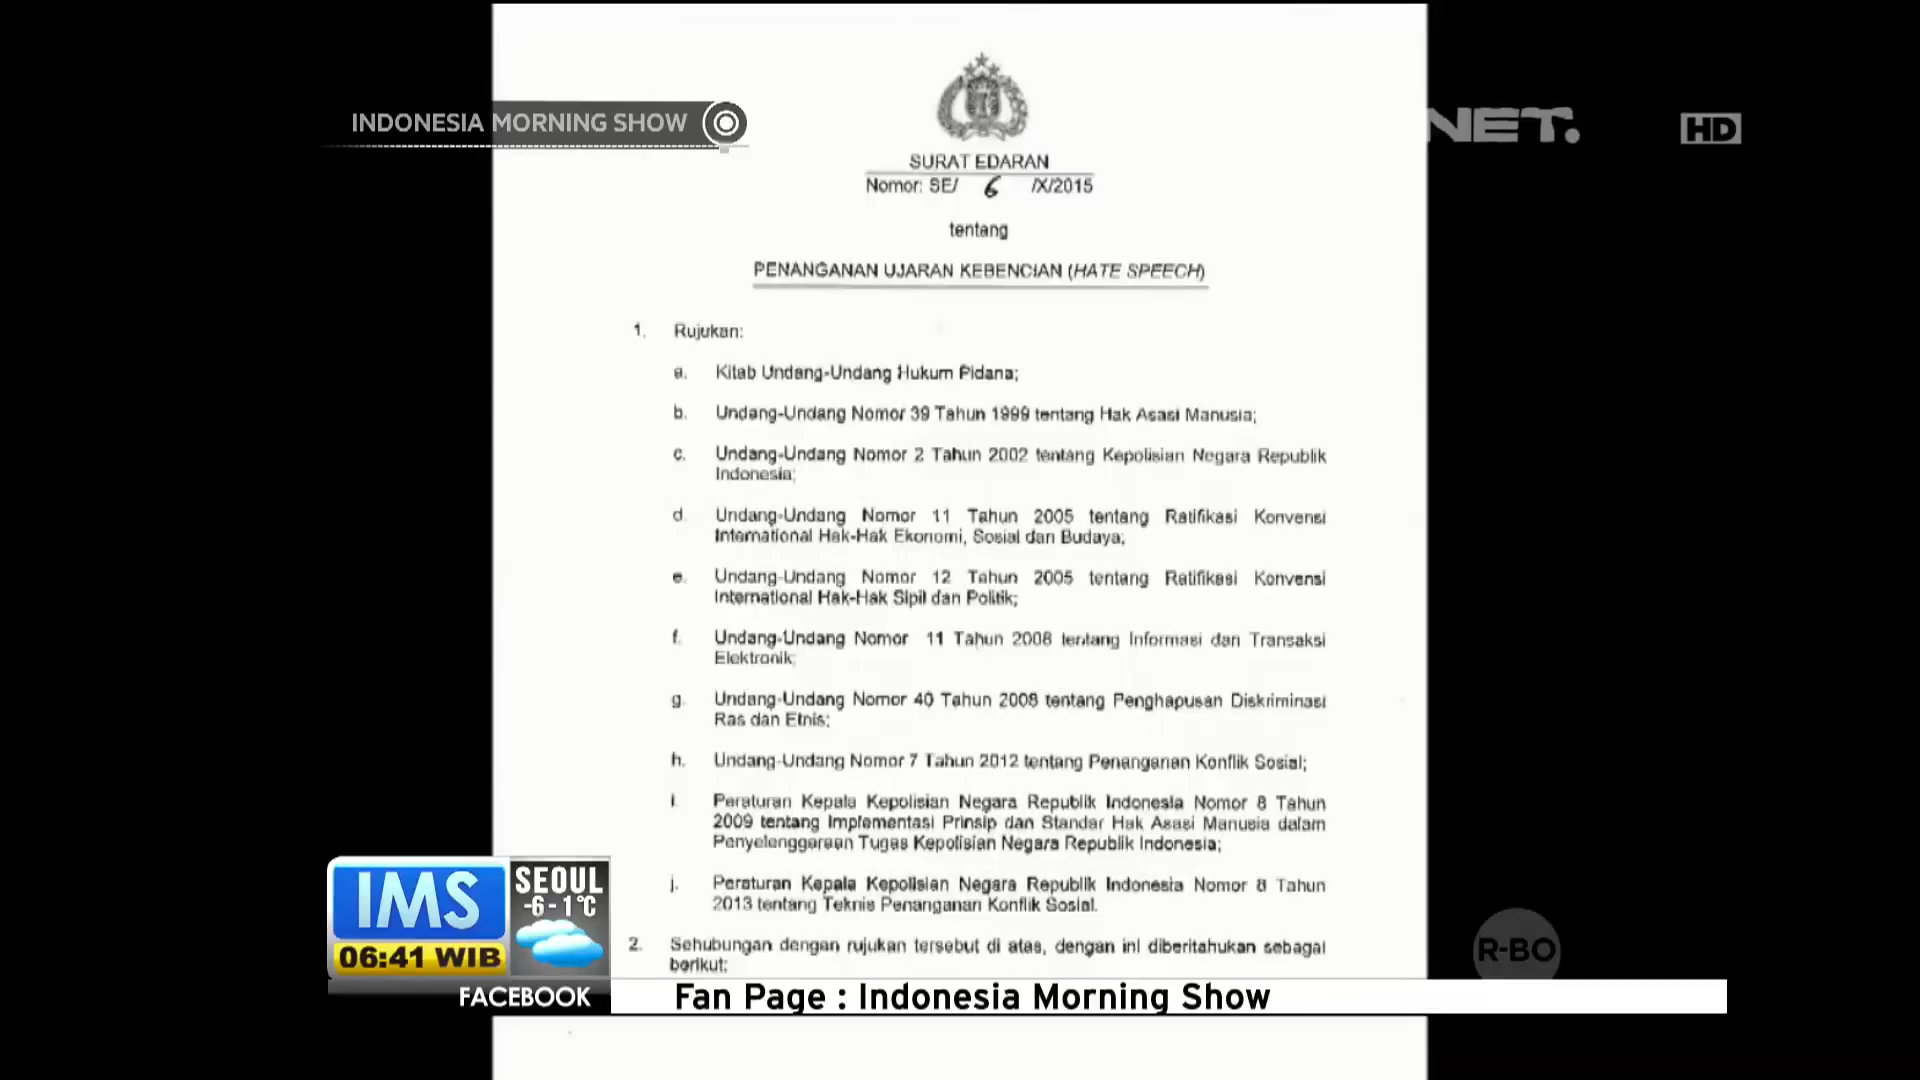 INDONESIA MORNING SHOW
NET.
HD
SURAT EDARAN
Nomor: SE/ 6 /X/2015
tentang
PENANGANAN UJARAN KEBENCIAN (HATE SPEECH)
1. Rujukan:
a. Kitab Undang-Undang Hukum Pidana;
b. Undang-Undang Nomor 39 Tahun 1999 tentang Hak Asasi Manusia;
c. Undang-Undang Nomor 2 Tahun 2002 tentang Kepolisian Negara Republik
Indonesia;
d. Undang-Undang Nomor 11 Tahun 2005 tentang Ratifikasi Konvensi
International Hak-Hak Ekonomi, Sosial dan Budaya;
e. Undang-Undang Nomor 12 Tahun 2005 tentang Ratifikasi Konvensi
International Hak-Hak Sipil dan Politik;
f. Undang-Undang Nomor 11 Tahun 2008 tentang Informasi dan Transaksi
Elektronik;
g. Undang-Undang Nomor 40 Tahun 2008 tentang Penghapusan Diskriminasi
Ras dan Etnis;
h. Undang-Undang Nomor 7 Tahun 2012 tentang Penanganan Konflik Sosial;
i. Peraturan Kepala Kepolisian Negara Republik Indonesia Nomor 8 Tahun
2009 tentang Implementasi Prinsip dan Standar Hak Asasi Manusia dalam
Penyelenggaraan Tugas Kepolisian Negara Republik Indonesia;
j. Peraturan Kepala Kepolisian Negara Republik Indonesia Nomor 8 Tahun
2013 tentang Teknis Penanganan Konflik Sosial.
2. Sehubungan dengan rujukan tersebut di atas, dengan ini diberitahukan sebagai
berikut:
IMS
06:41 WIB
SEOUL
-6 - 1°C
R-BO
FACEBOOK
Fan Page : Indonesia Morning Show